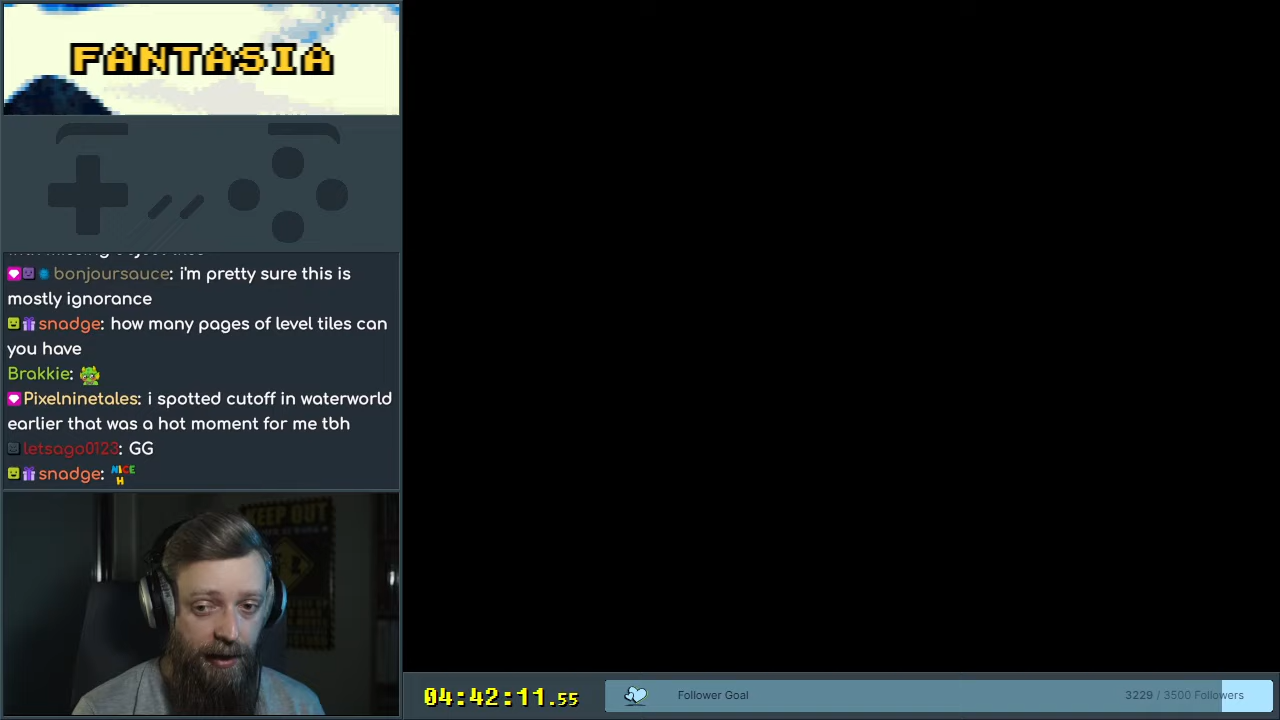 FANTASIA
bonjoursauce: i'm pretty sure this is
mostly ignorance
snadge: how many pages of level tiles can
you have
Brakkie:
Pixelninetales: i spotted cutoff in waterworld
earlier that was a hot moment for me tbh
letsago0123: GG
snadge: NICE
H
KEEP OUT
04:42:11.55
Follower Goal
3229 / 3500 Followers